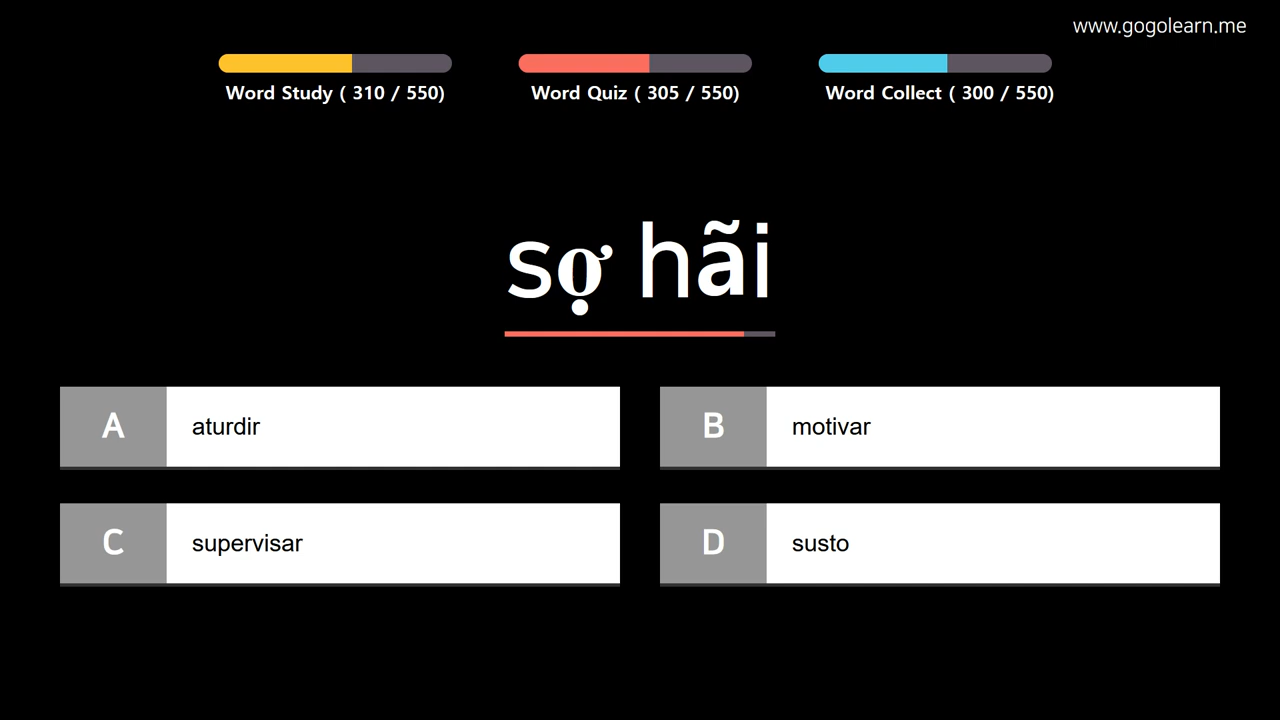 www.gogolearn.me
Word Study ( 310 / 550)
Word Quiz ( 305 / 550)
Word Collect ( 300 / 550)
sợ hãi
A aturdir
B motivar
C supervisar
D susto